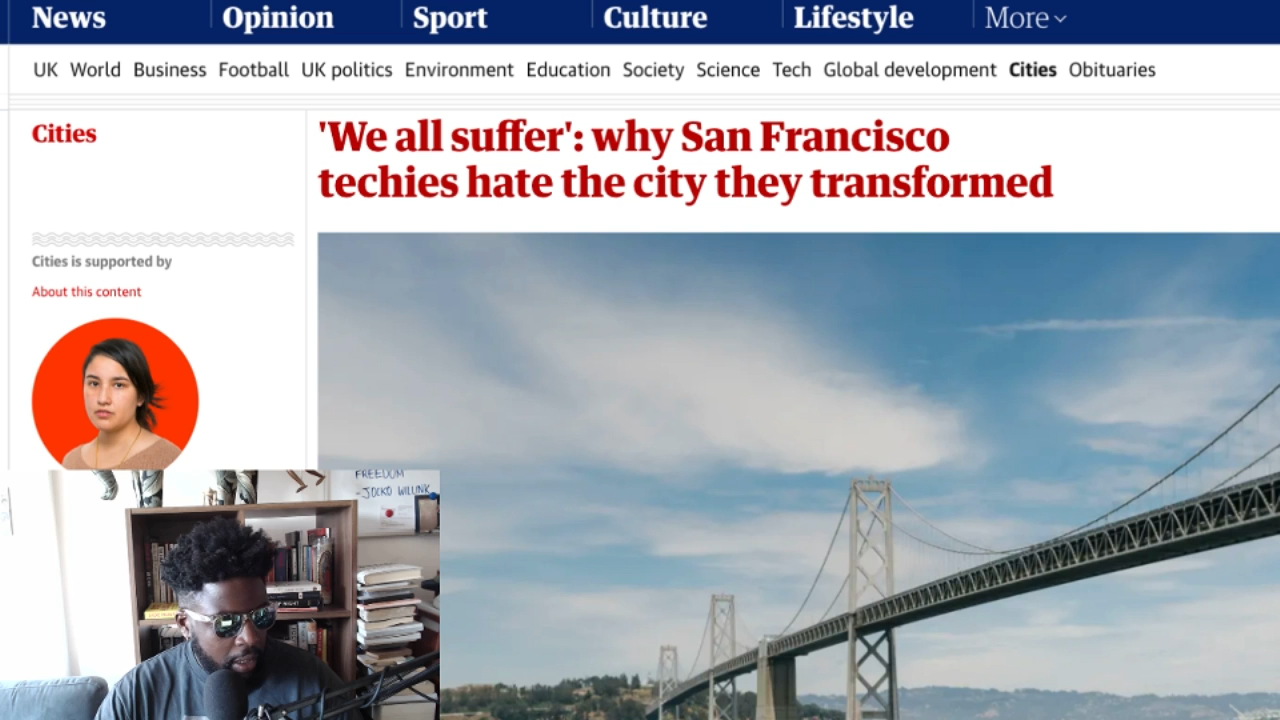 News Opinion Sport Culture Lifestyle More
UK World Business Football UK politics Environment Education Society Science Tech Global development Cities Obituaries
Cities
'We all suffer': why San Francisco
techies hate the city they transformed
Cities is supported by
About this content
FREEDOM
-JOCKO WILLINK